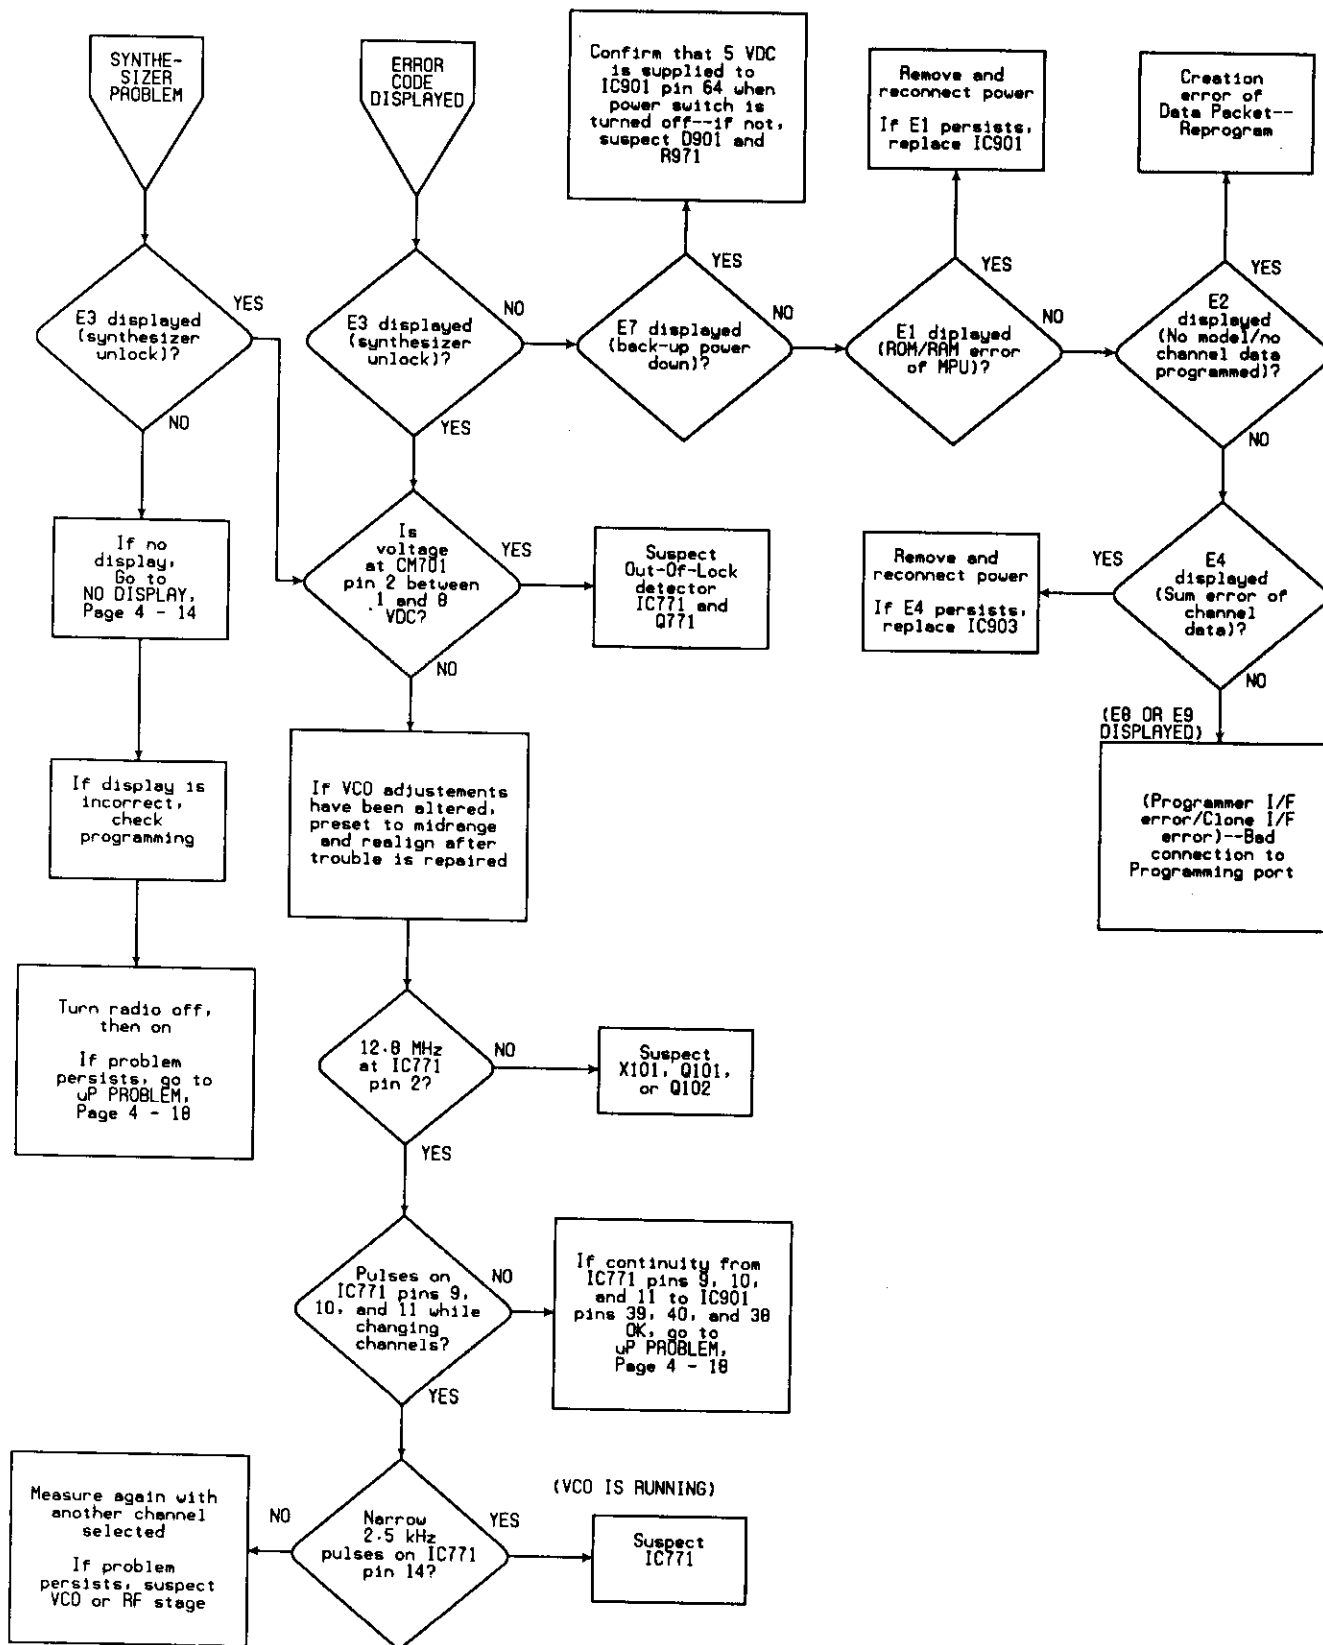 SYNTHE-
SIZER
PROBLEM
ERROR
CODE
DISPLAYED
Confirm that 5 VDC
is supplied to
IC901 pin 64 when
power switch is
turned off--if not,
suspect D901 and
R971
Remove and
reconnect power
If E1 persists,
replace IC901
Creation
error of
Data Packet--
Reprogram
E3 displayed
(synthesizer
unlock)?
YES
NO
E3 displayed
(synthesizer
unlock)?
NO
YES
E7 displayed
(back-up power
down)?
YES
NO
E1 diplayed
(ROM/RAM error
of MPU)?
YES
NO
E2
displayed
(No model/no
channel data
programmed)?
YES
NO
If no
display,
Go to
NO DISPLAY,
Page 4 - 14
Is
voltage
at CM701
pin 2 between
1 and 8
VDC?
YES
NO
Suspect
Out-Of-Lock
detector
IC771 and
Q771
Remove and
reconnect power
If E4 persists,
replace IC903
YES
E4
displayed
(Sum error of
channel
data)?
NO
(E8 OR E9
DISPLAYED)
(Programmer I/F
error/Clone I/F
error)--Bad
connection to
Programming port
If display is
incorrect,
check
programming
If VCO adjustements
have been altered,
preset to midrange
and realign after
trouble is repaired
Turn radio off,
then on
If problem
persists, go to
uP PROBLEM,
Page 4 - 18
12.8 MHz
at IC771
pin 2?
NO
YES
Suspect
X101, Q101,
or Q102
Pulses on
IC771 pins 9,
10, and 11 while
changing
channels?
NO
YES
If continuity from
IC771 pins 9, 10,
and 11 to IC901
pins 39, 40, and 38
OK, go to
uP PROBLEM,
Page 4 - 18
Measure again with
another channel
selected
If problem
persists, suspect
VCO or RF stage
NO
Narrow
2.5 kHz
pulses on IC771
pin 14?
YES
(VCO IS RUNNING)
Suspect
IC771